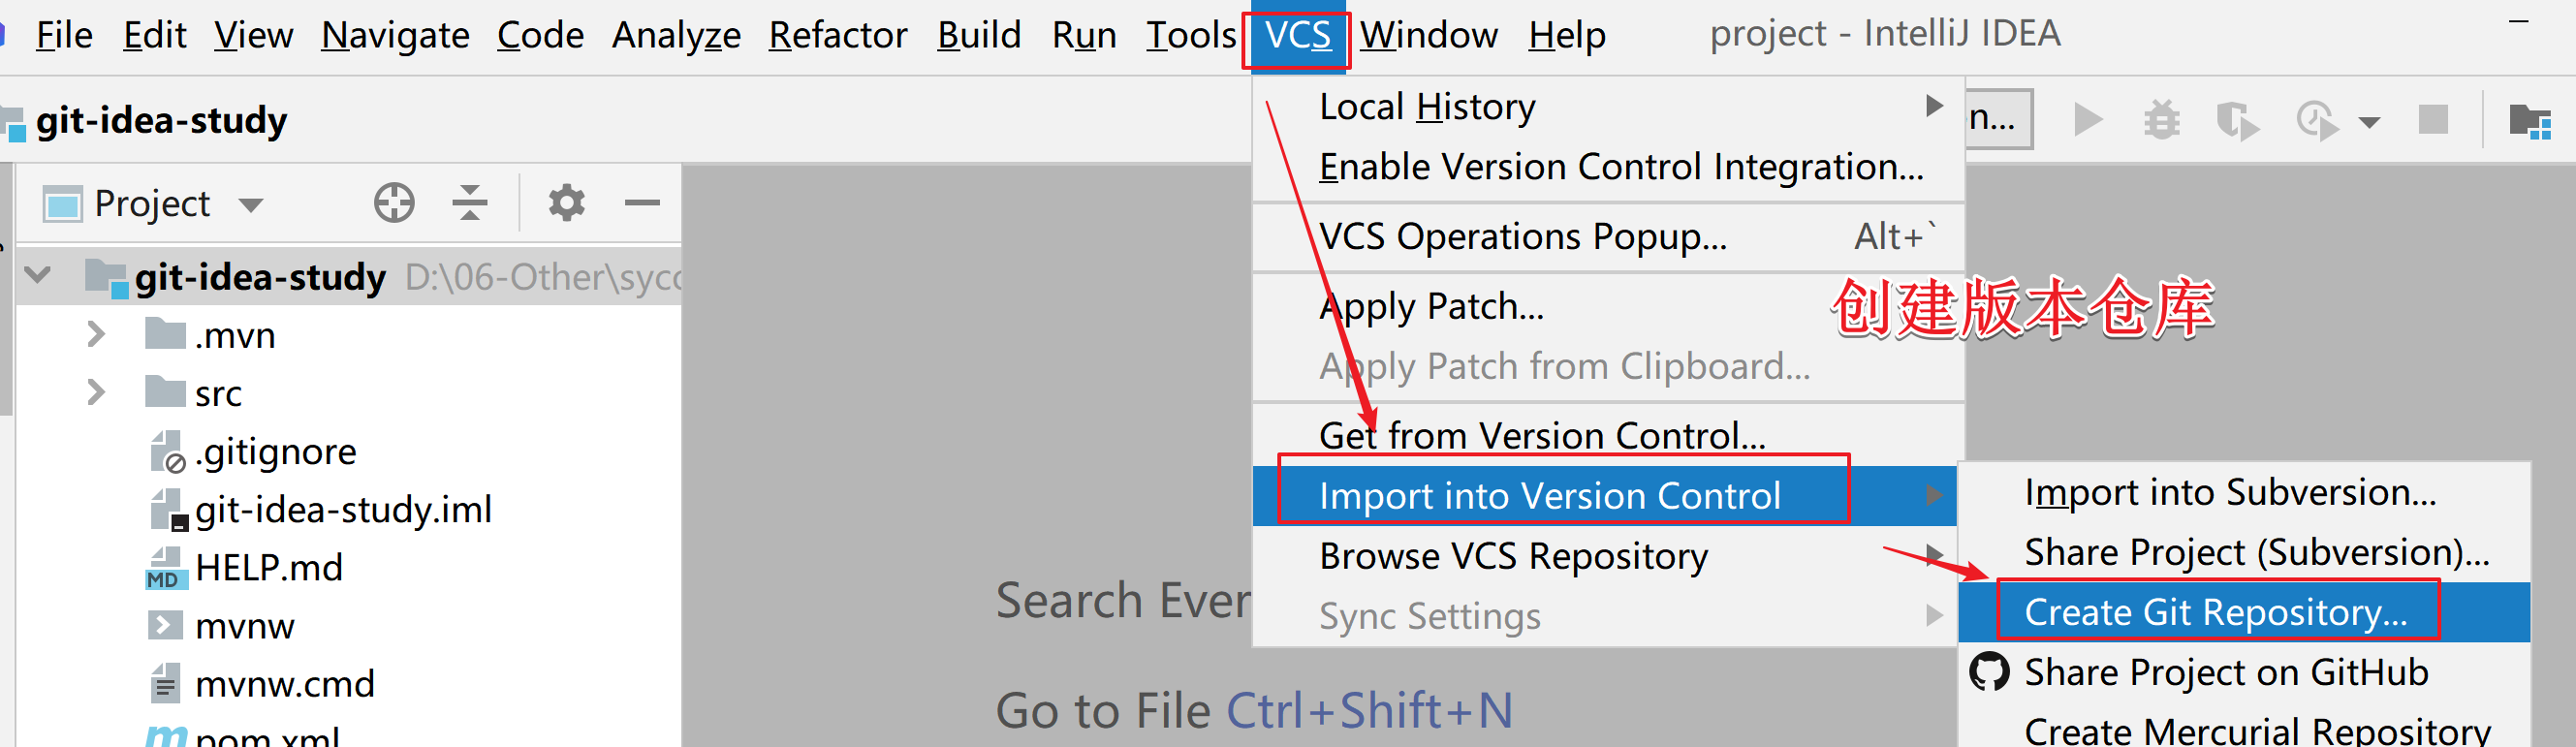 File Edit View Navigate Code Analyze Refactor Build Run Tools VCS Window Help project - IntelliJ IDEA
git-idea-study
n...
Project
git-idea-study D:\06-Other\syc
.mvn
src
.gitignore
git-idea-study.iml
MD HELP.md
mvnw
mvnw.cmd
m pom.xml
Local History
Enable Version Control Integration...
VCS Operations Popup... Alt+`
Apply Patch...
Apply Patch from Clipboard...
Get from Version Control...
Import into Version Control
Browse VCS Repository
Sync Settings
创建版本仓库
Import into Subversion...
Share Project (Subversion)...
Create Git Repository...
Share Project on GitHub
Create Mercurial Repository
Search Ever
Go to File Ctrl+Shift+N